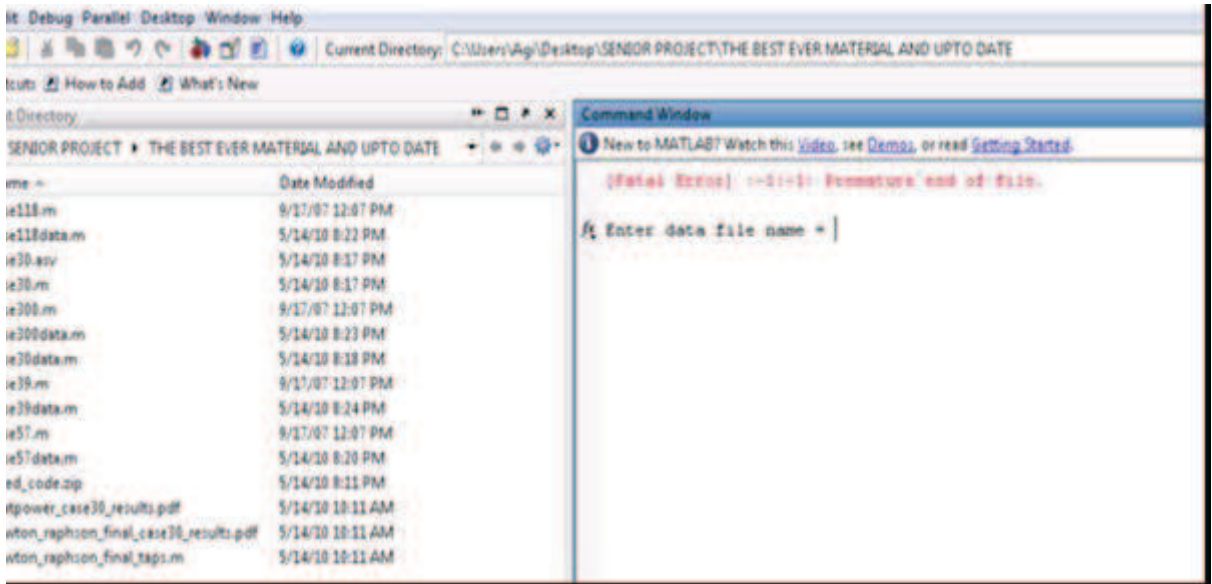 it Debug Parallel Desktop Window Help
Current Directory: C:\Users\Agi\Desktop\SENIOR PROJECT\THE BEST EVER MATERIAL AND UPTO DATE
tcuts How to Add What's New
t Directory
SENIOR PROJECT ▸ THE BEST EVER MATERIAL AND UPTO DATE
me Date Modified
e118.m 9/17/07 12:07 PM
e118data.m 5/14/10 8:22 PM
e30.asv 5/14/10 8:17 PM
e30.m 5/14/10 8:17 PM
e300.m 9/17/07 12:07 PM
e300data.m 5/14/10 8:23 PM
e30data.m 5/14/10 8:18 PM
e39.m 9/17/07 12:07 PM
e39data.m 5/14/10 8:24 PM
e57.m 9/17/07 12:07 PM
e57data.m 5/14/10 8:20 PM
ed_code.zip 5/14/10 8:11 PM
tpower_case30_results.pdf 5/14/10 10:11 AM
wton_raphson_final_case30_results.pdf 5/14/10 10:11 AM
wton_raphson_final_taps.m 5/14/10 10:11 AM
Command Window
New to MATLAB? Watch this Video, see Demos, or read Getting Started.
[Fatal Error] :-1:-1: Premature end of file.
fx Enter data file name =